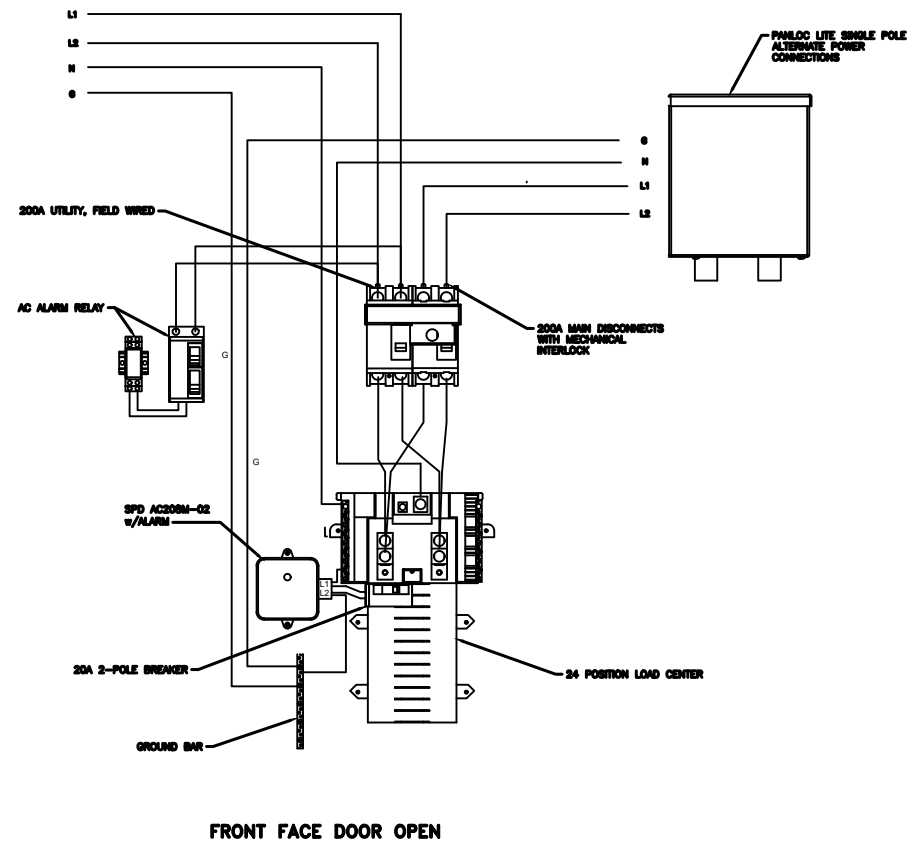 L1
L2
N
G
PANLOC LITE SINGLE POLE
ALTERNATE POWER
CONNECTIONS
G
N
L1
L2
200A UTILITY, FIELD WIRED
AC ALARM RELAY
200A MAIN DISCONNECTS
WITH MECHANICAL
INTERLOCK
G
G
SPD AC208M-02
w/ALARM
L
L1
L2
20A 2-POLE BREAKER
24 POSITION LOAD CENTER
GROUND BAR
FRONT FACE DOOR OPEN